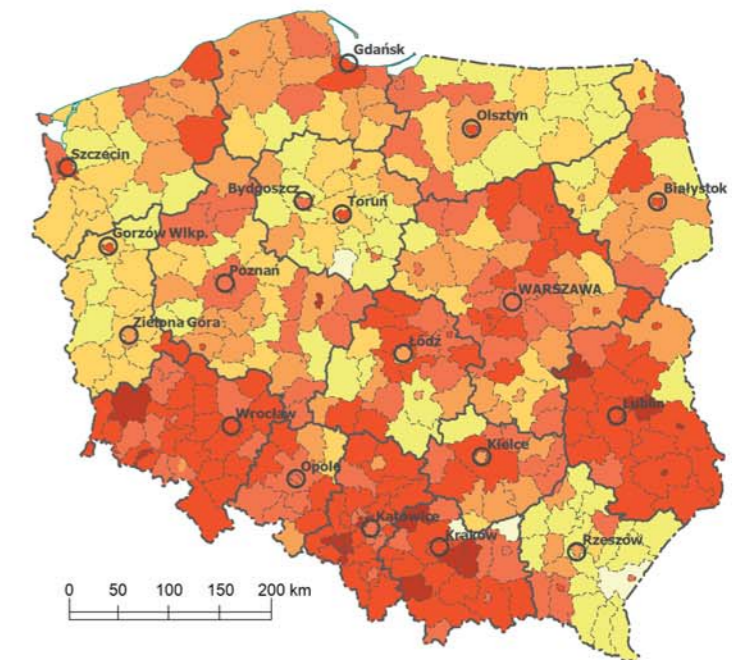 Gdańsk
Olsztyn
Szczecin
Białystok
Bydgoszcz
Toruń
Gorzów Wlkp.
Poznań
WARSZAWA
Zielona Góra
Łódź
Wrocław
Lublin
Kielce
Opole
Katowice
Kraków
Rzeszów
0 50 100 150 200 km